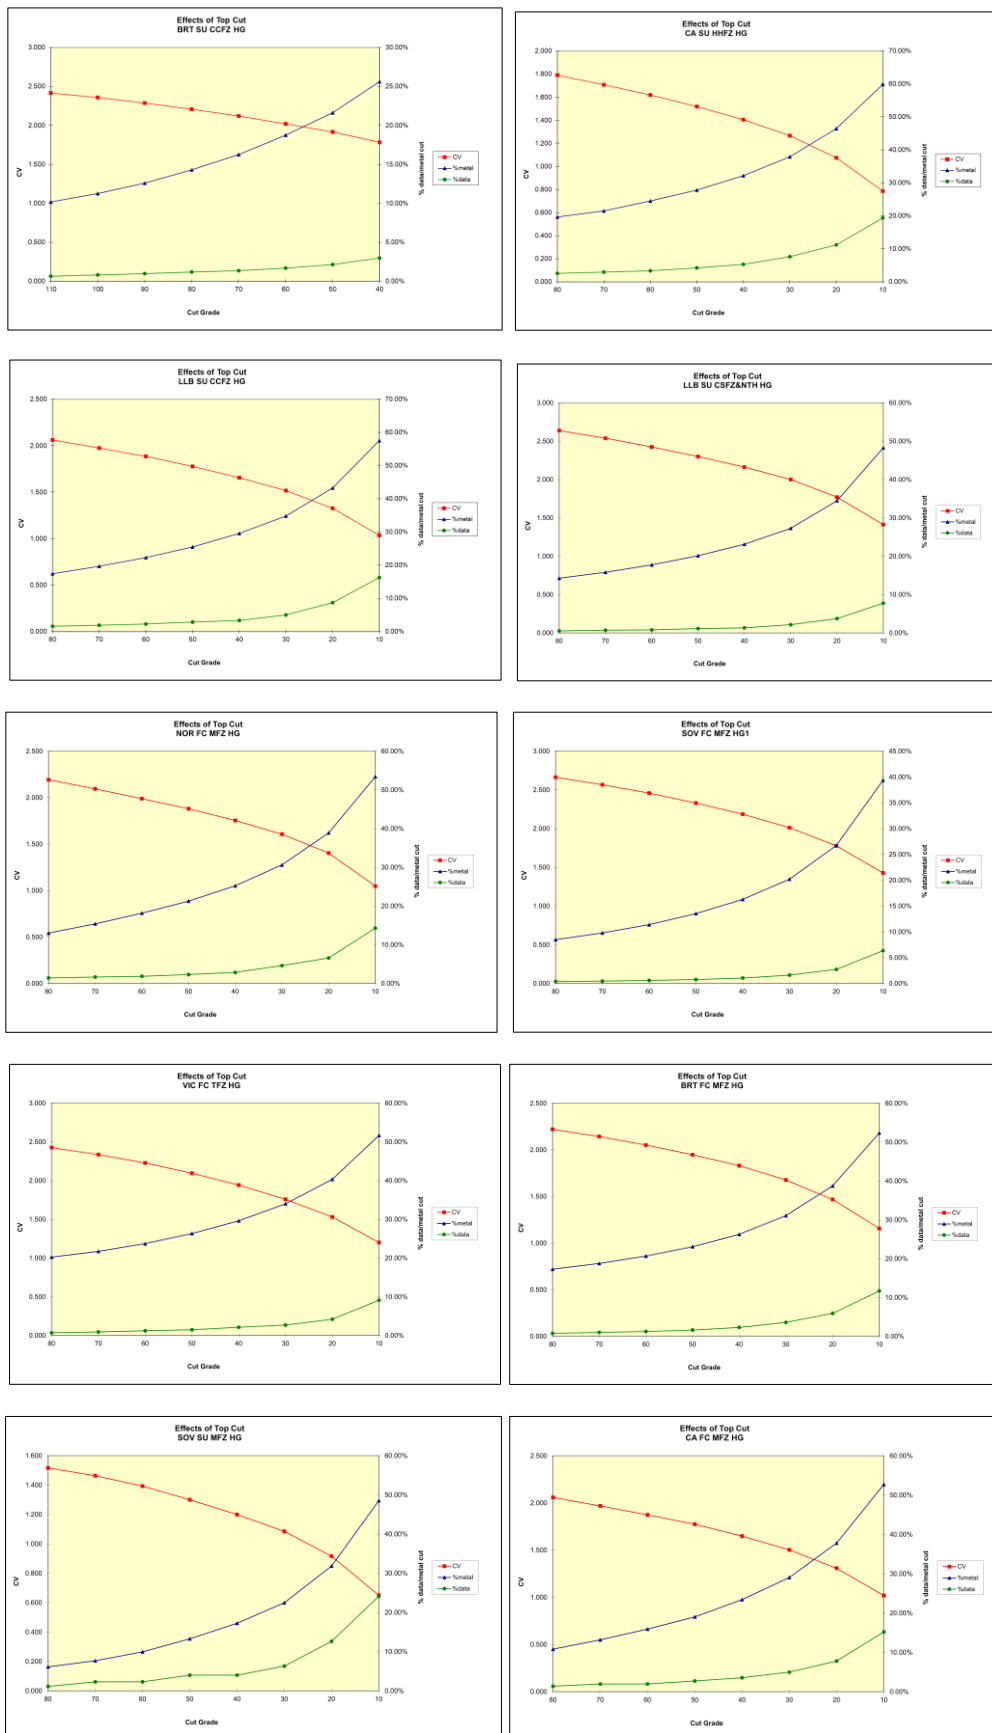 Effects of Top Cut
BRT SU CCFZ HG
3.000
2.500
2.000
1.500
1.000
0.500
0.000
CV
30.00%
25.00%
20.00%
15.00%
10.00%
5.00%
0.00%
% data/metal cut
110 100 90 80 70 60 50 40
Cut Grade
CV
%metal
%data
Effects of Top Cut
CA SU HHFZ HG
2.000
1.800
1.600
1.400
1.200
1.000
0.800
0.600
0.400
0.200
0.000
CV
70.00%
60.00%
50.00%
40.00%
30.00%
20.00%
10.00%
0.00%
% data/metal cut
80 70 60 50 40 30 20 10
Cut Grade
CV
%metal
%data
Effects of Top Cut
LLB SU CCFZ HG
2.500
2.000
1.500
1.000
0.500
0.000
CV
70.00%
60.00%
50.00%
40.00%
30.00%
20.00%
10.00%
0.00%
% data/metal cut
80 70 60 50 40 30 20 10
Cut Grade
CV
%metal
%data
Effects of Top Cut
LLB SU CSFZ&NTH HG
3.000
2.500
2.000
1.500
1.000
0.500
0.000
CV
60.00%
50.00%
40.00%
30.00%
20.00%
10.00%
0.00%
% data/metal cut
80 70 60 50 40 30 20 10
Cut Grade
CV
%metal
%data
Effects of Top Cut
NOR FC MFZ HG
2.500
2.000
1.500
1.000
0.500
0.000
CV
60.00%
50.00%
40.00%
30.00%
20.00%
10.00%
0.00%
% data/metal cut
80 70 60 50 40 30 20 10
Cut Grade
CV
%metal
%data
Effects of Top Cut
SOV FC MFZ HG1
3.000
2.500
2.000
1.500
1.000
0.500
0.000
CV
45.00%
40.00%
35.00%
30.00%
25.00%
20.00%
15.00%
10.00%
5.00%
0.00%
% data/metal cut
80 70 60 50 40 30 20 10
Cut Grade
CV
%metal
%data
Effects of Top Cut
VIC FC TFZ HG
3.000
2.500
2.000
1.500
1.000
0.500
0.000
CV
60.00%
50.00%
40.00%
30.00%
20.00%
10.00%
0.00%
% data/metal cut
80 70 60 50 40 30 20 10
Cut Grade
CV
%metal
%data
Effects of Top Cut
BRT FC MFZ HG
2.500
2.000
1.500
1.000
0.500
0.000
CV
60.00%
50.00%
40.00%
30.00%
20.00%
10.00%
0.00%
% data/metal cut
80 70 60 50 40 30 20 10
Cut Grade
CV
%metal
%data
Effects of Top Cut
SOV SU MFZ HG
1.600
1.400
1.200
1.000
0.800
0.600
0.400
0.200
0.000
CV
60.00%
50.00%
40.00%
30.00%
20.00%
10.00%
0.00%
% data/metal cut
80 70 60 50 40 30 20 10
Cut Grade
CV
%metal
%data
Effects of Top Cut
CA FC MFZ HG
2.500
2.000
1.500
1.000
0.500
0.000
CV
60.00%
50.00%
40.00%
30.00%
20.00%
10.00%
0.00%
% data/metal cut
80 70 60 50 40 30 20 10
Cut Grade
CV
%metal
%data